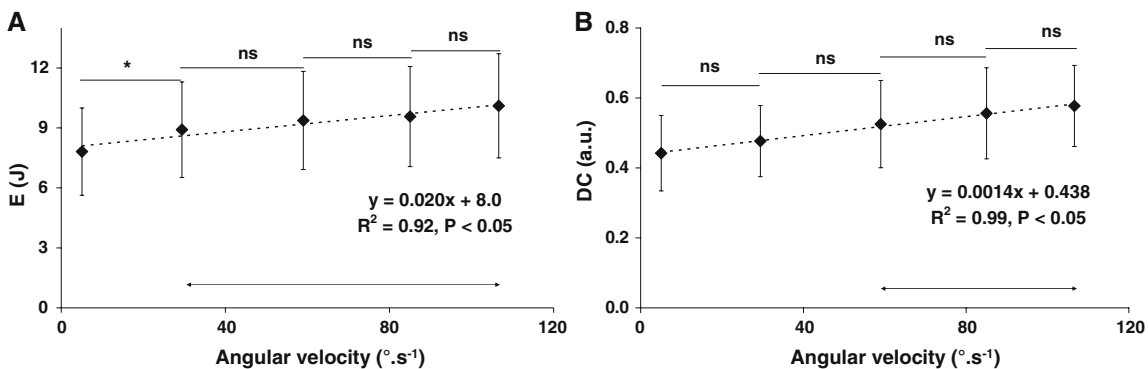 A
E (J)
12
9
6
3
0
* ns ns ns
y = 0.020x + 8.0
R² = 0.92, P < 0.05
0 40 80 120
Angular velocity (°.s⁻¹)
B
DC (a.u.)
0.8
0.6
0.4
0.2
0.0
ns ns ns ns
y = 0.0014x + 0.438
R² = 0.99, P < 0.05
0 40 80 120
Angular velocity (°.s⁻¹)